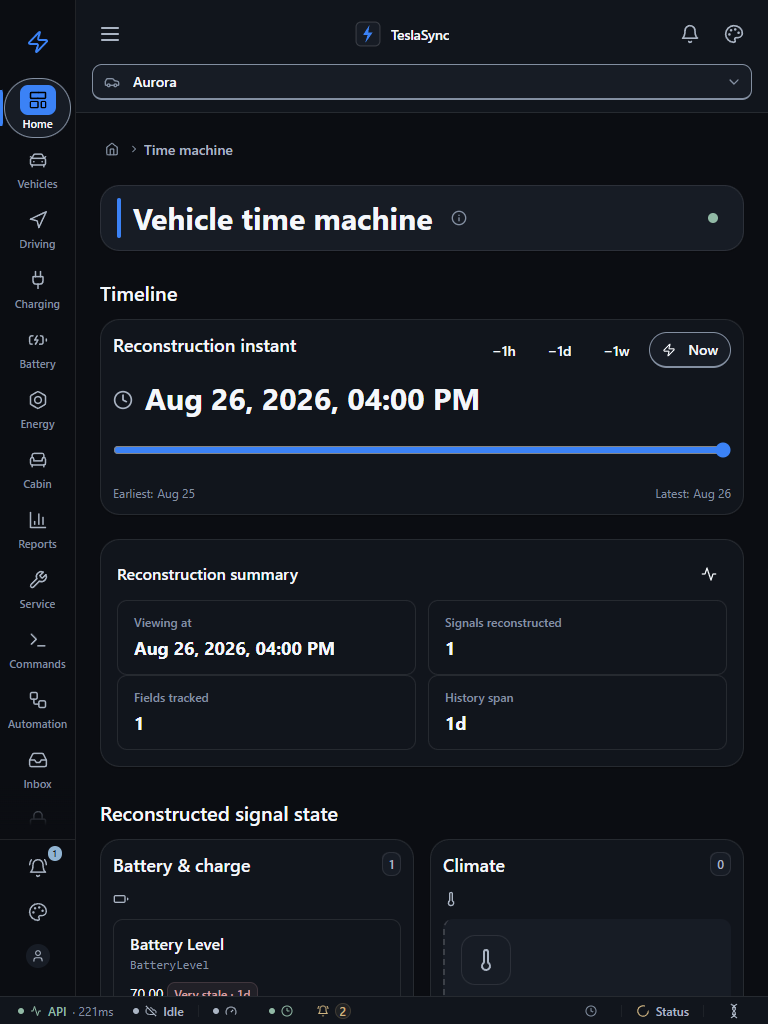 TeslaSync
Aurora
Home
Vehicles
Driving
Charging
Battery
Energy
Cabin
Reports
Service
Commands
Automation
Inbox
1
Time machine
Vehicle time machine
Timeline
Reconstruction instant
−1h −1d −1w Now
Aug 26, 2026, 04:00 PM
Earliest: Aug 25 Latest: Aug 26
Reconstruction summary
Viewing at
Aug 26, 2026, 04:00 PM
Signals reconstructed
1
Fields tracked
1
History span
1d
Reconstructed signal state
Battery & charge 1
Battery Level
BatteryLevel
70.00 Very stale · 1d
Climate 0
API · 221ms Idle 2 Status